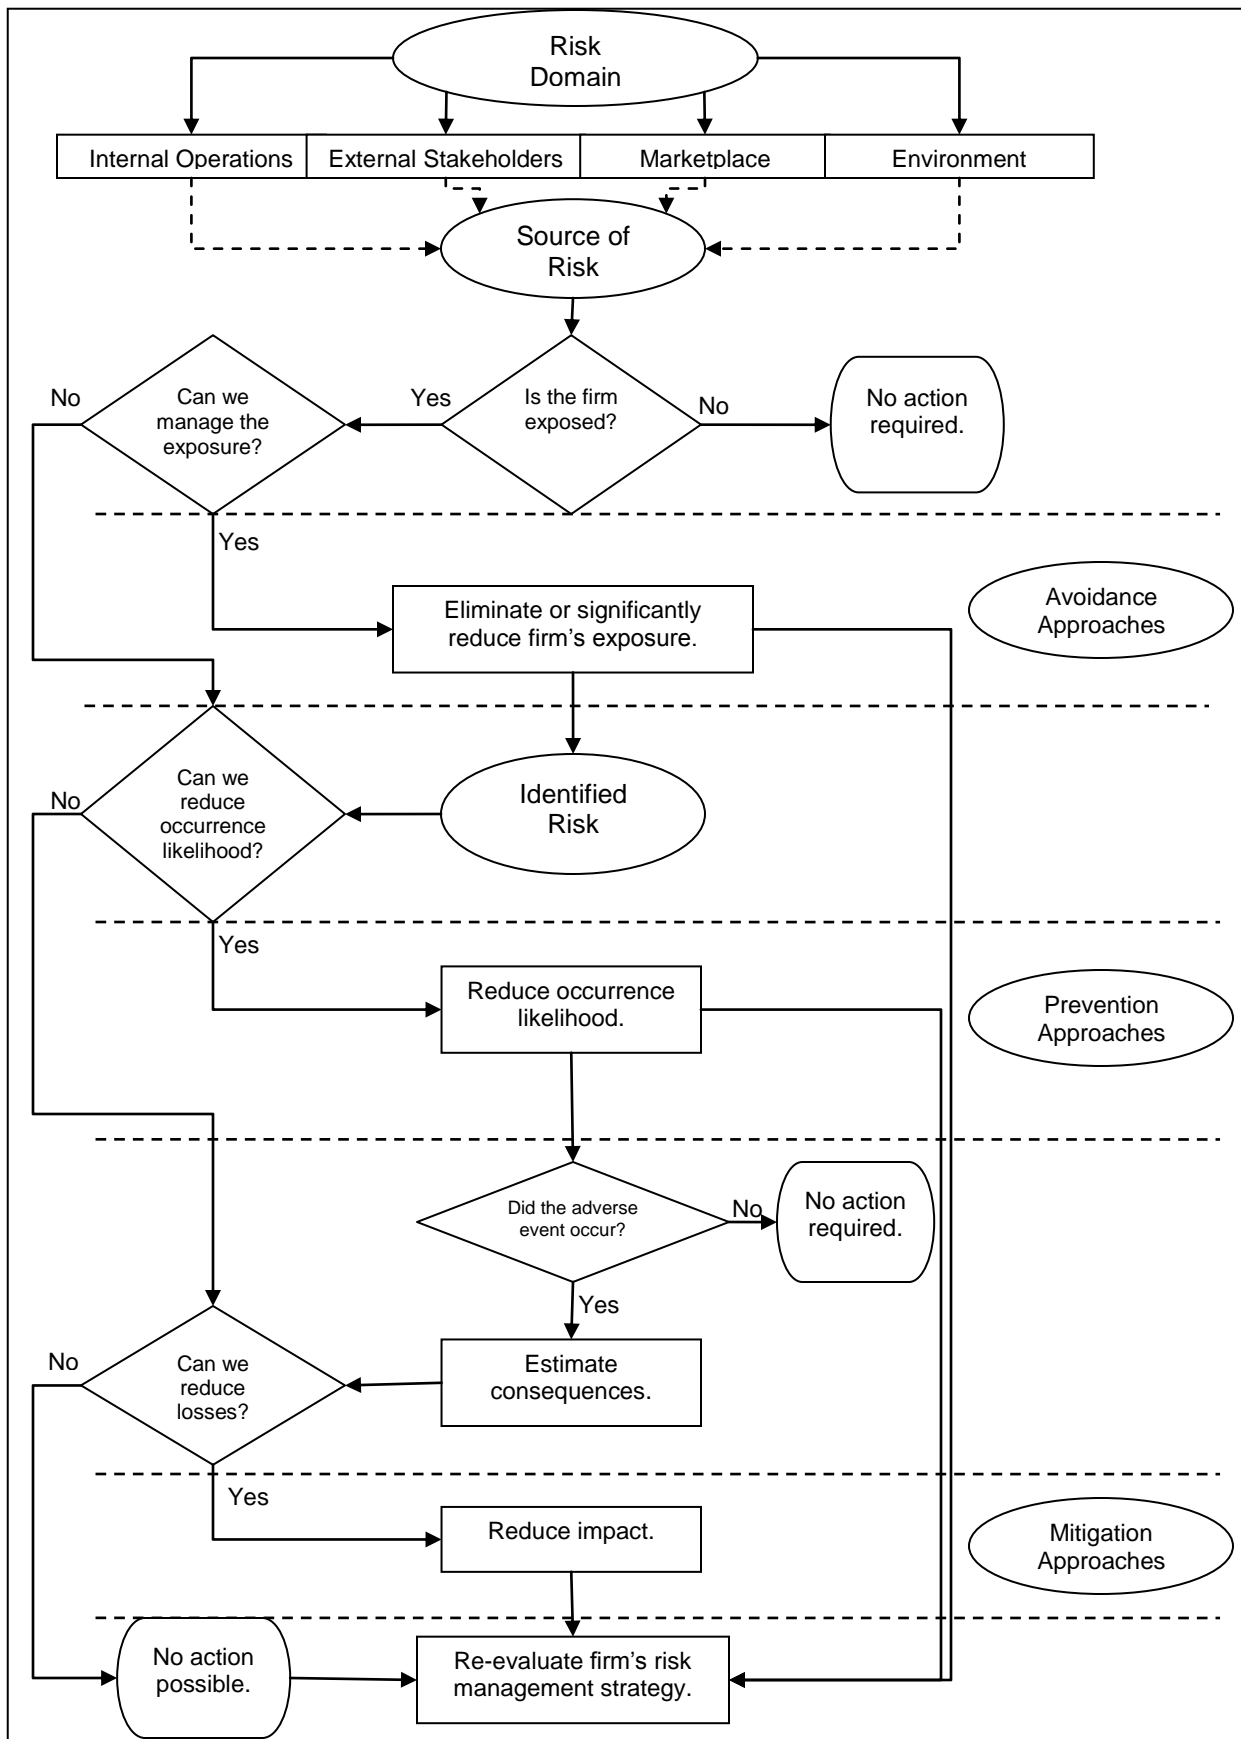 Risk
Domain
Internal Operations
External Stakeholders
Marketplace
Environment
Source of
Risk
No
Can we
manage the
exposure?
Yes
Is the firm
exposed?
No
No action
required.
Yes
Eliminate or significantly
reduce firm’s exposure.
Avoidance
Approaches
No
Can we
reduce
occurrence
likelihood?
Identified
Risk
Yes
Reduce occurrence
likelihood.
Prevention
Approaches
Did the adverse
event occur?
No
No action
required.
Yes
No
Can we
reduce
losses?
Estimate
consequences.
Yes
Reduce impact.
Mitigation
Approaches
No action
possible.
Re-evaluate firm’s risk
management strategy.